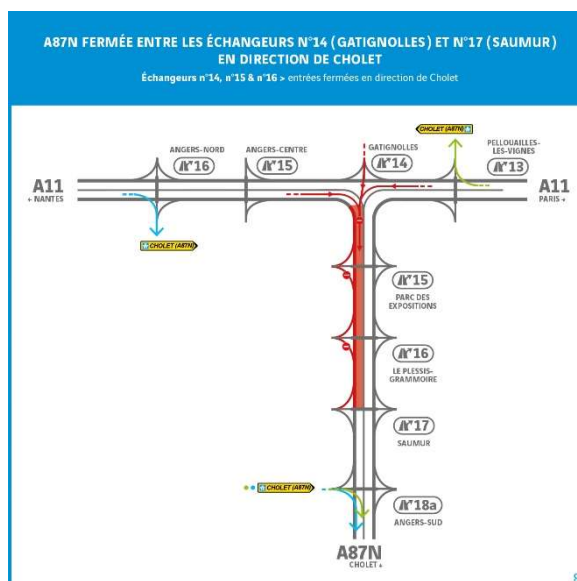 A87N FERMÉE ENTRE LES ÉCHANGEURS N°14 (GATIGNOLLES) ET N°17 (SAUMUR)
EN DIRECTION DE CHOLET
Échangeurs n°14, n°15 & n°16 > entrées fermées en direction de Cholet
CHOLET (A87N)
ANGERS-NORD
N°16
ANGERS-CENTRE
N°15
GATIGNOLLES
N°14
PELLOUAILLES-
LES-VIGNES
N°13
A11
NANTES
A11
PARIS
CHOLET (A87N)
N°15
PARC DES
EXPOSITIONS
N°16
LE PLESSIS-
GRAMMOIRE
N°17
SAUMUR
CHOLET (A87N)
N°18a
ANGERS-SUD
A87N
CHOLET